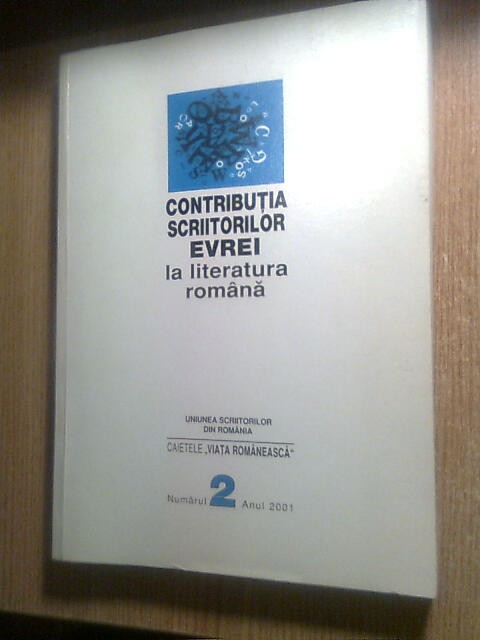 CONTRIBUȚIA
SCRIITORILOR
EVREI
la literatura
română
UNIUNEA SCRIITORILOR
DIN ROMÂNIA
CAIETELE „VIAȚA ROMÂNEASCĂ“
Numărul 2 Anul 2001